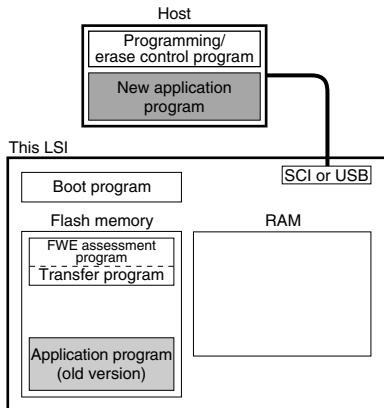 Host
Programming/
erase control program
New application
program
This LSI
SCI or USB
Boot program
Flash memory
RAM
FWE assessment
program
Transfer program
Application program
(old version)